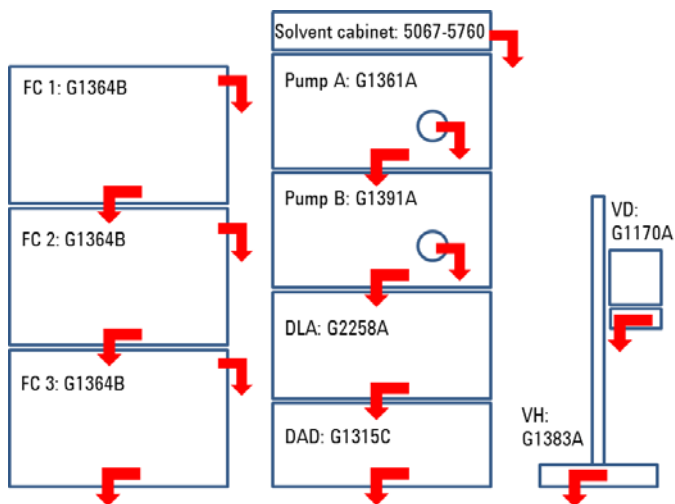 Solvent cabinet: 5067-5760
FC 1: G1364B
Pump A: G1361A
Pump B: G1391A
VD:
G1170A
FC 2: G1364B
DLA: G2258A
FC 3: G1364B
DAD: G1315C
VH:
G1383A